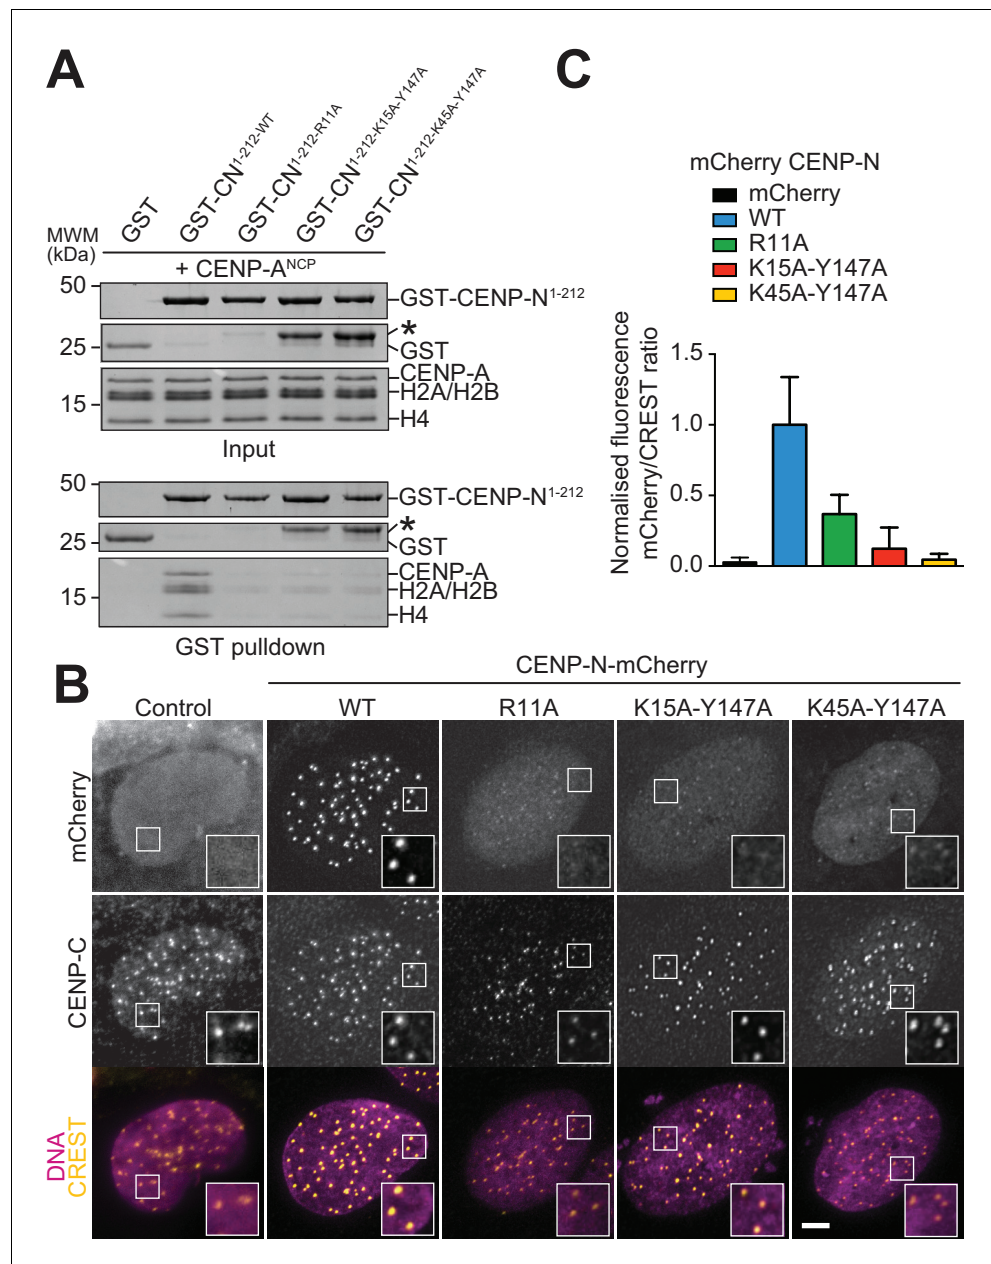 A
GST
GST-CN1-212-WT
GST-CN1-212-R11A
GST-CN1-212-K15A-Y147A
GST-CN1-212-K45A-Y147A
MWM
(kDa)
+ CENP-ANCP
50
GST-CENP-N1-212
*
25
GST
CENP-A
H2A/H2B
15
H4
Input
50
GST-CENP-N1-212
*
25
GST
CENP-A
H2A/H2B
15
H4
GST pulldown
C
mCherry CENP-N
mCherry
WT
R11A
K15A-Y147A
K45A-Y147A
Normalised fluorescence
mCherry/CREST ratio
1.5
1.0
0.5
0.0
B
CENP-N-mCherry
Control WT R11A K15A-Y147A K45A-Y147A
mCherry
CENP-C
DNA
CREST